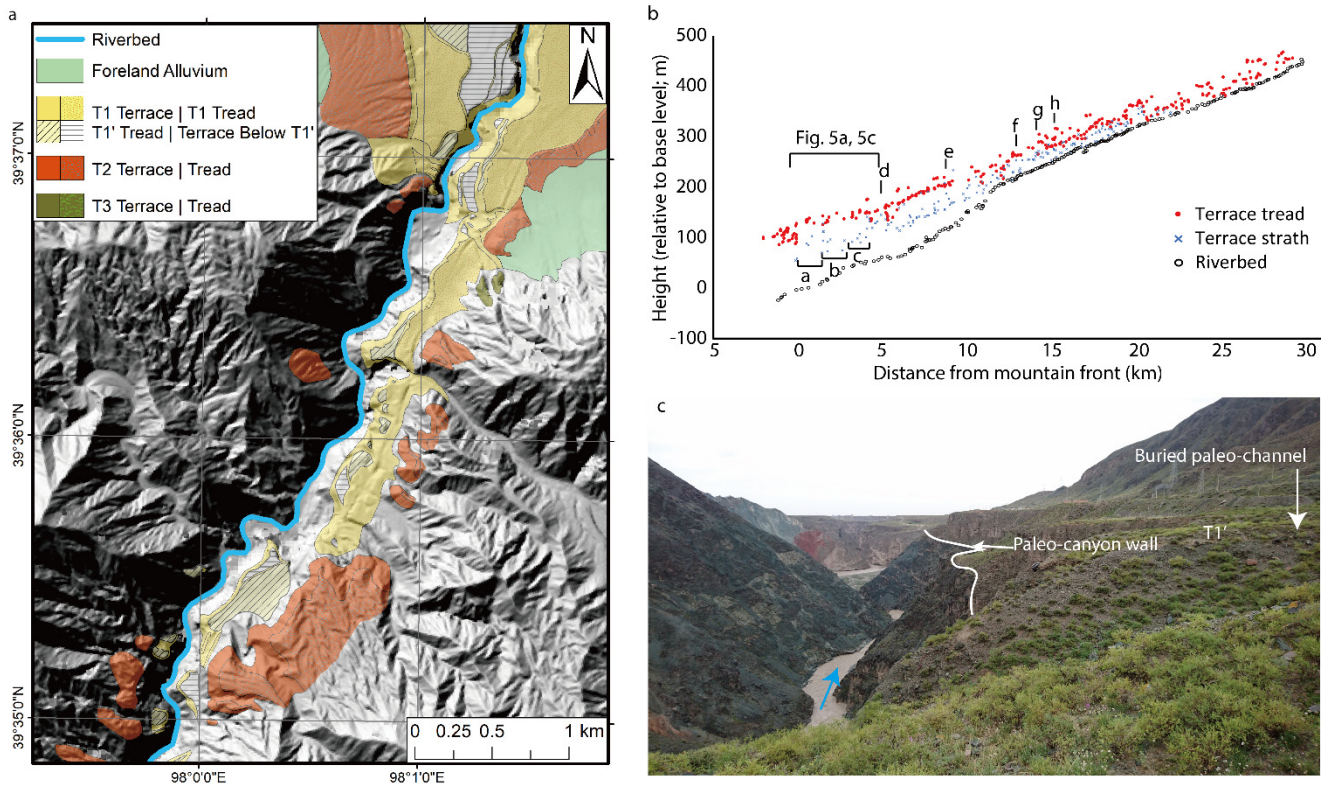 a
Riverbed
Foreland Alluvium
T1 Terrace | T1 Tread
T1' Tread | Terrace Below T1'
T2 Terrace | Tread
T3 Terrace | Tread
N
39°37'0"N
39°36'0"N
39°35'0"N
0 0.25 0.5 1 km
98°0'0"E
98°1'0"E
b
500
400
300
200
100
0
-100
Height (relative to base level; m)
Fig. 5a, 5c
a
b
c
d
e
f
g
h
Terrace tread
Terrace strath
Riverbed
5 0 5 10 15 20 25 30
Distance from mountain front (km)
c
Buried paleo-channel
T1'
Paleo-canyon wall